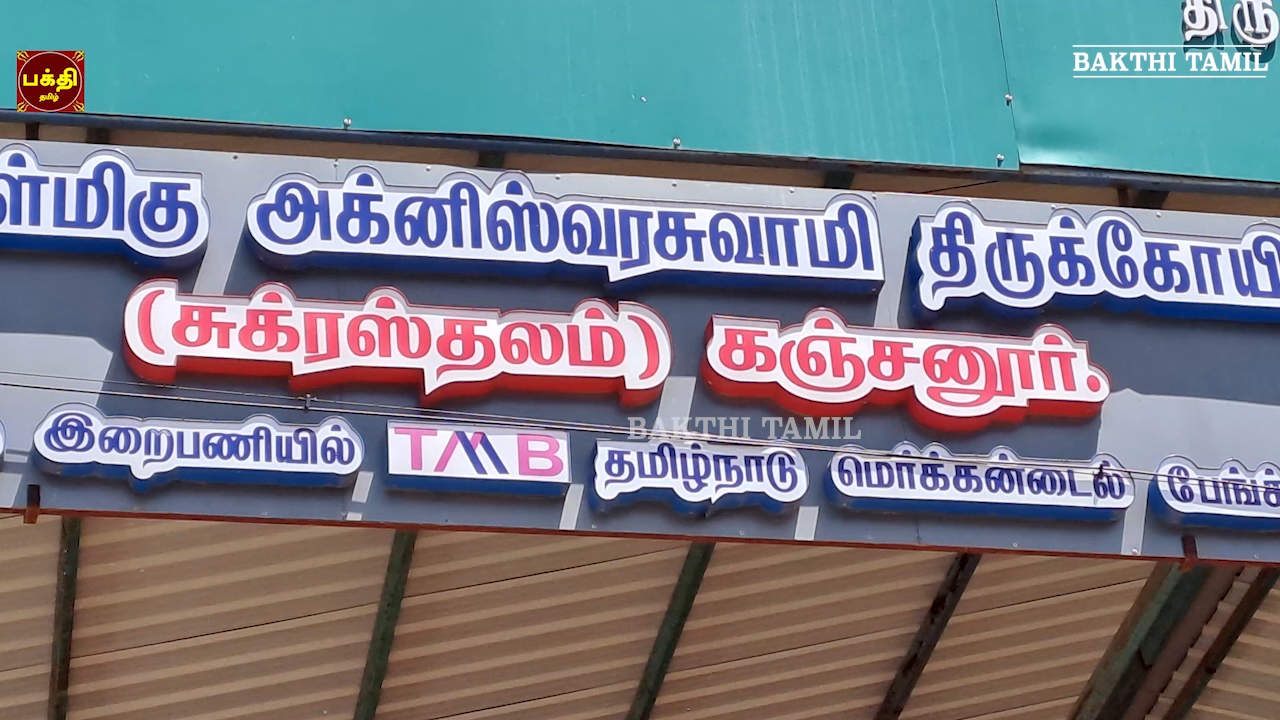 திரு
BAKTHI TAMIL
பக்தி
தமிழ்
ள்மிகு அக்னிஸ்வரசுவாமி திருக்கோயி
(சுக்ரஸ்தலம்) கஞ்சனூர்.
BAKTHI TAMIL
இறைபணியில் TMB தமிழ்நாடு மெர்க்கன்டைல் பேங்க